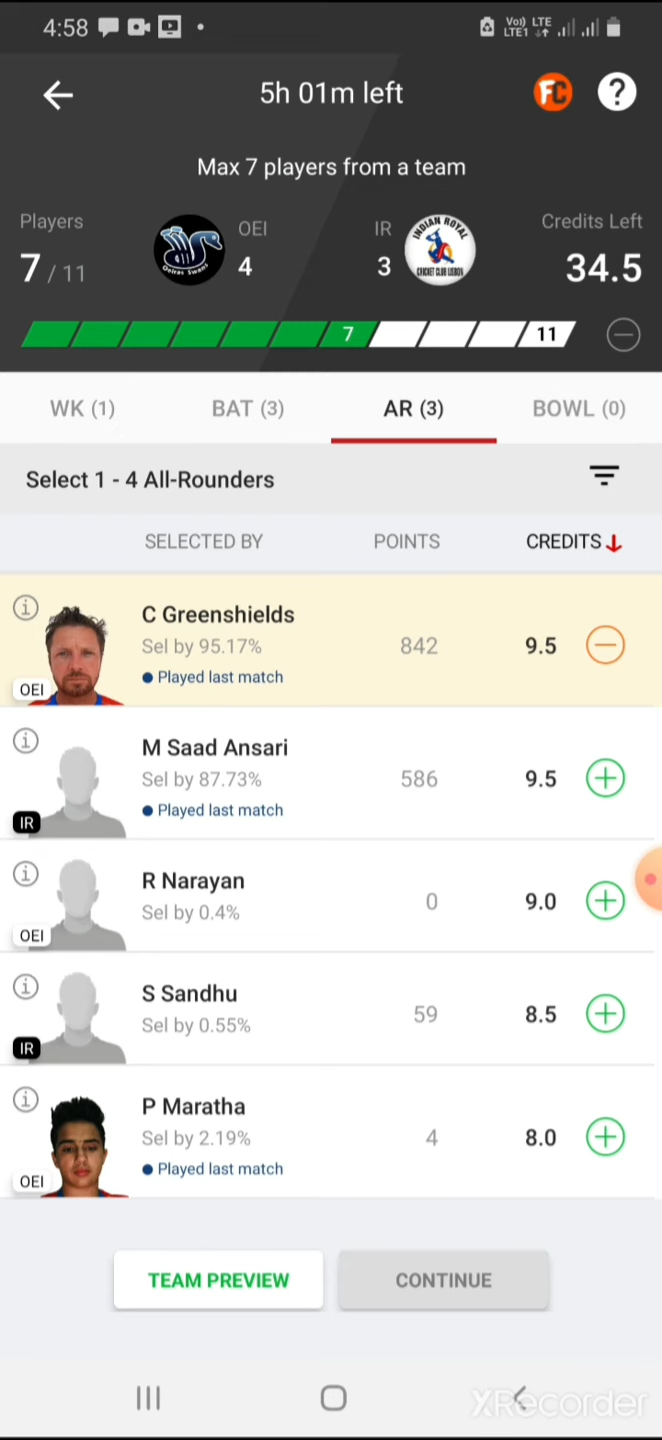 4:58
Vo) LTE
LTE1
5h 01m left
FC
?
Max 7 players from a team
Players
OEI
IR
Credits Left
7 / 11
4
3
34.5
Oeiras Swans
INDIAN ROYAL
CRICKET CLUB LISBON
7
11
WK (1)
BAT (3)
AR (3)
BOWL (0)
Select 1 - 4 All-Rounders
SELECTED BY
POINTS
CREDITS
C Greenshields
Sel by 95.17%
842
9.5
Played last match
OEI
M Saad Ansari
Sel by 87.73%
586
9.5
Played last match
IR
R Narayan
Sel by 0.4%
0
9.0
OEI
S Sandhu
Sel by 0.55%
59
8.5
IR
P Maratha
Sel by 2.19%
4
8.0
Played last match
OEI
TEAM PREVIEW
CONTINUE
XRecorder